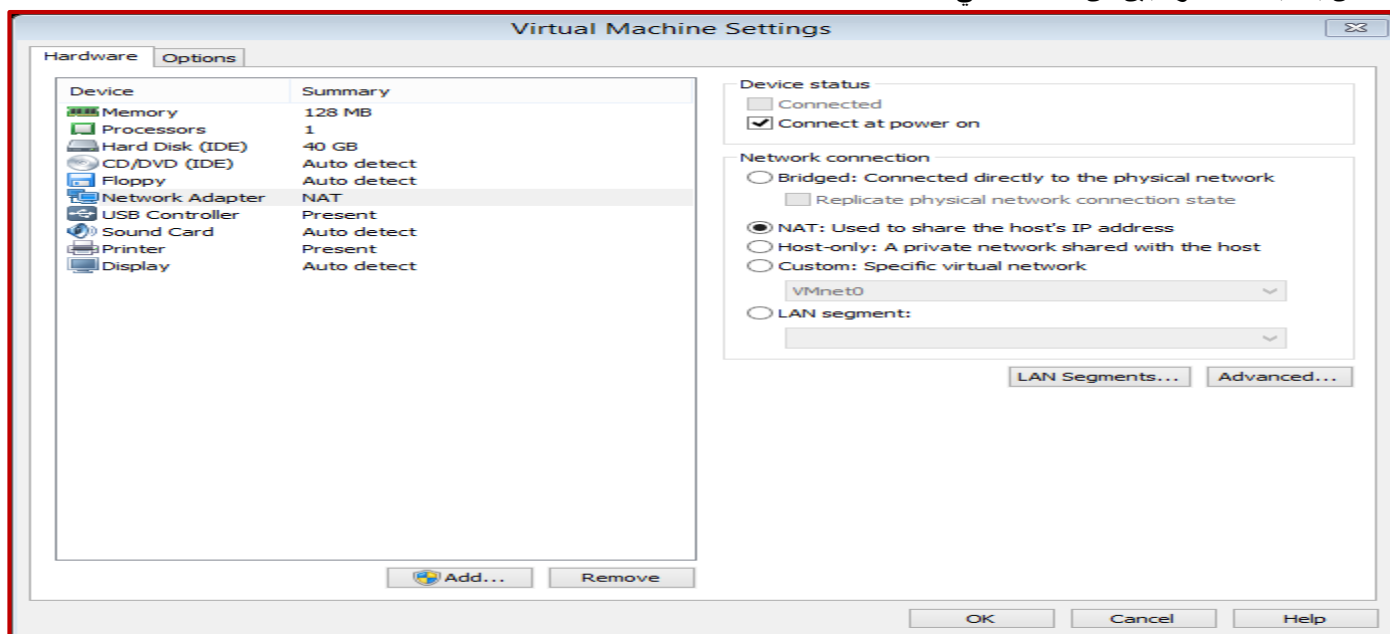 Virtual Machine Settings
Hardware
Options
Device Summary
Memory 128 MB
Processors 1
Hard Disk (IDE) 40 GB
CD/DVD (IDE) Auto detect
Floppy Auto detect
Network Adapter NAT
USB Controller Present
Sound Card Auto detect
Printer Present
Display Auto detect
Add...
Remove
Device status
Connected
Connect at power on
Network connection
Bridged: Connected directly to the physical network
Replicate physical network connection state
NAT: Used to share the host's IP address
Host-only: A private network shared with the host
Custom: Specific virtual network
VMnet0
LAN segment:
LAN Segments...
Advanced...
OK
Cancel
Help